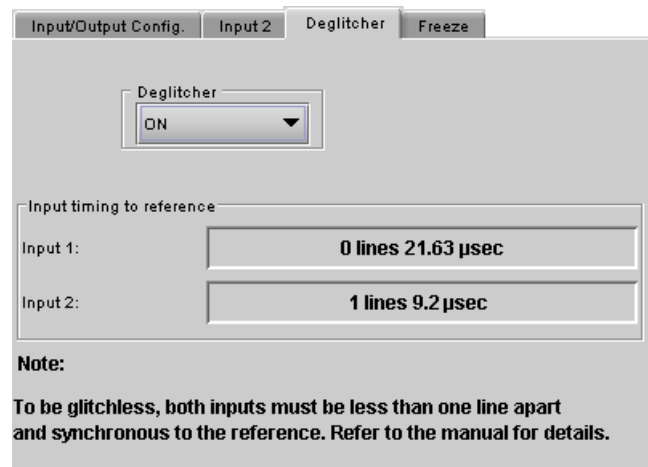 Input/Output Config. Input 2 Deglitcher Freeze
Deglitcher
ON
Input timing to reference
Input 1: 0 lines 21.63 µsec
Input 2: 1 lines 9.2 µsec
Note:
To be glitchless, both inputs must be less than one line apart
and synchronous to the reference. Refer to the manual for details.